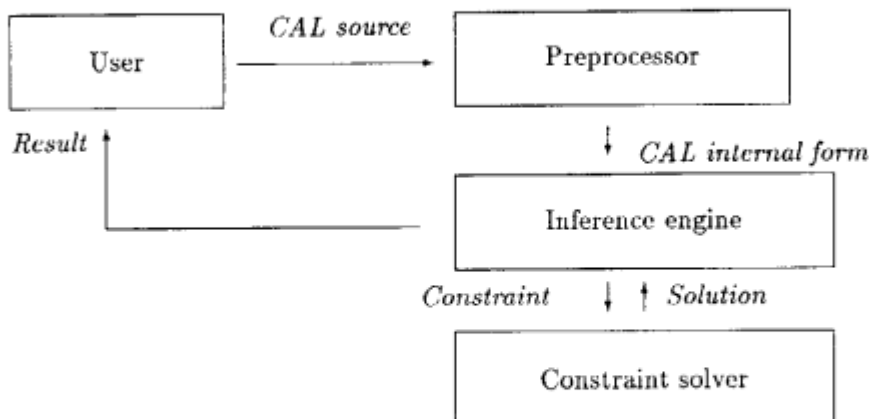 CAL source
User
Preprocessor
Result
CAL internal form
Inference engine
Constraint
Solution
Constraint solver